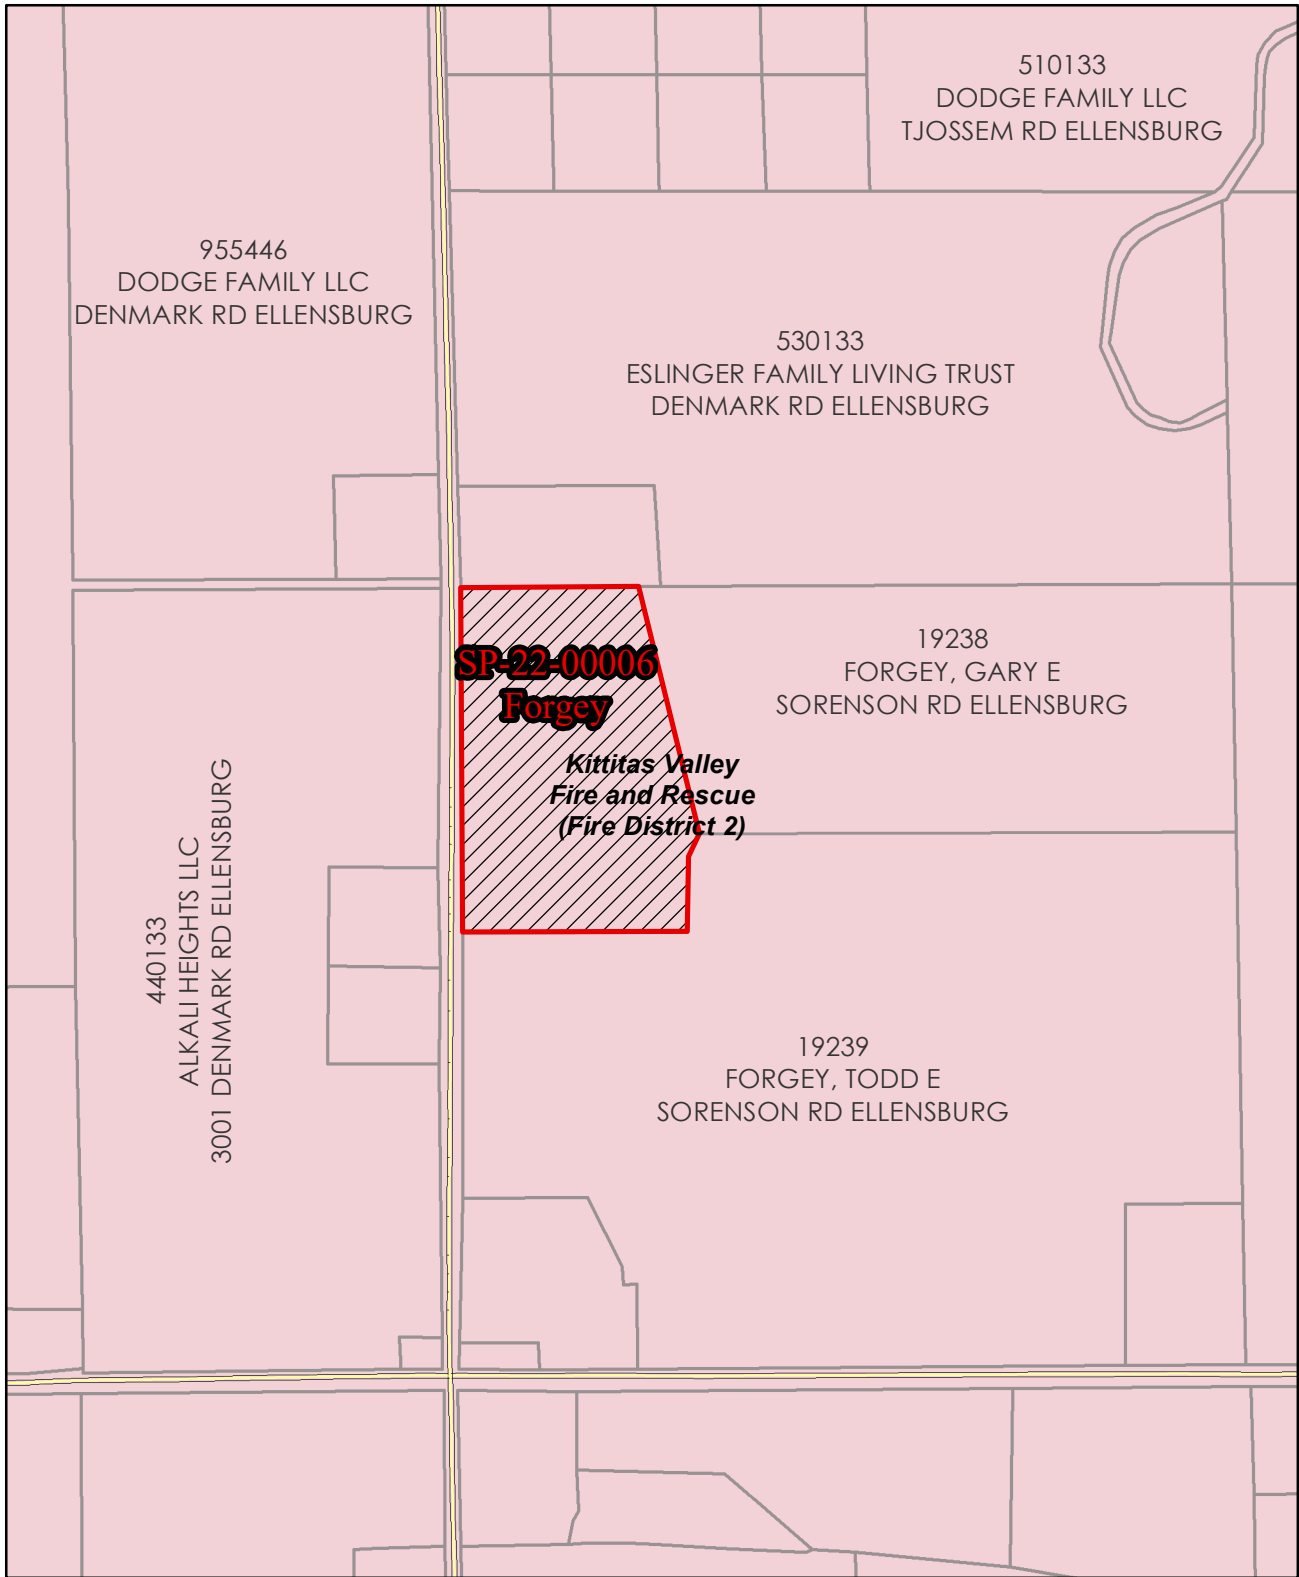 510133
DODGE FAMILY LLC
TJOSSEM RD ELLENSBURG
955446
DODGE FAMILY LLC
DENMARK RD ELLENSBURG
530133
ESLINGER FAMILY LIVING TRUST
DENMARK RD ELLENSBURG
SP-22-00006
Forgey
19238
FORGEY, GARY E
SORENSON RD ELLENSBURG
Kittitas Valley
Fire and Rescue
(Fire District 2)
440133
ALKALI HEIGHTS LLC
3001 DENMARK RD ELLENSBURG
19239
FORGEY, TODD E
SORENSON RD ELLENSBURG